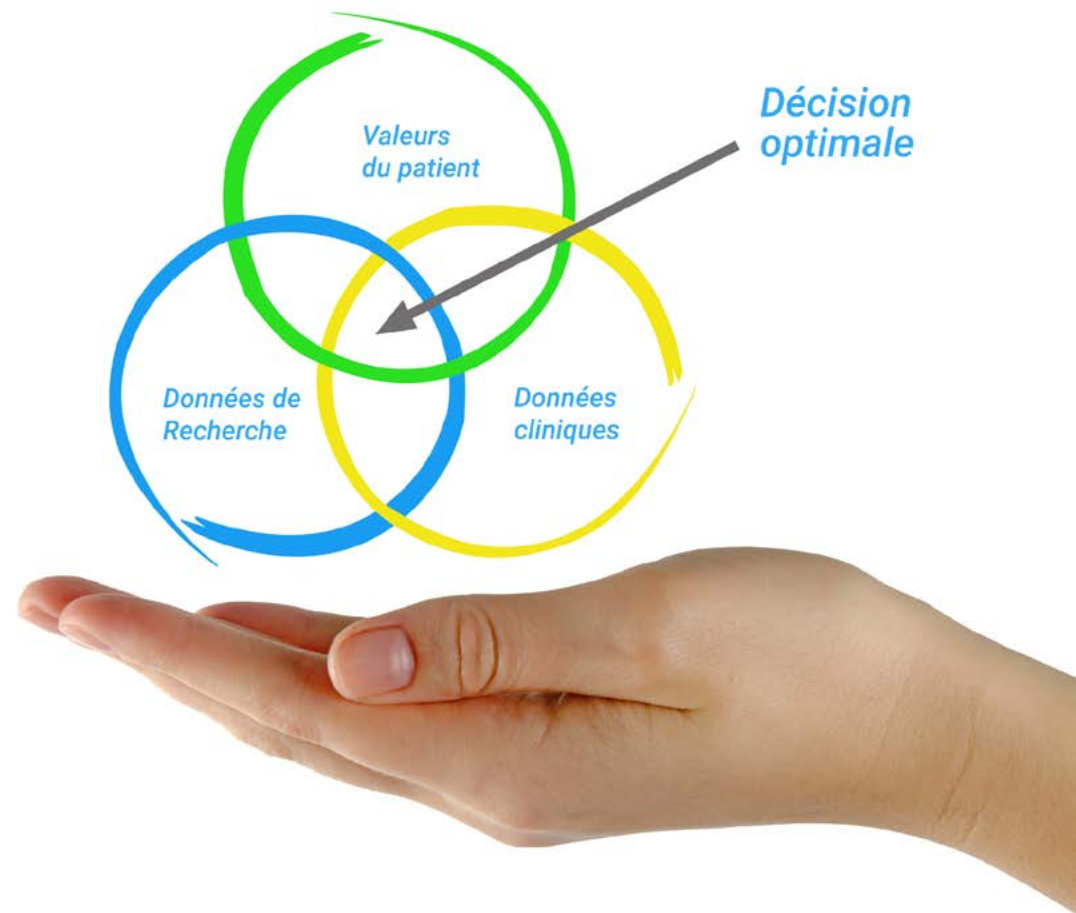 Décision
optimale
Valeurs
du patient
Données de
Recherche
Données
cliniques